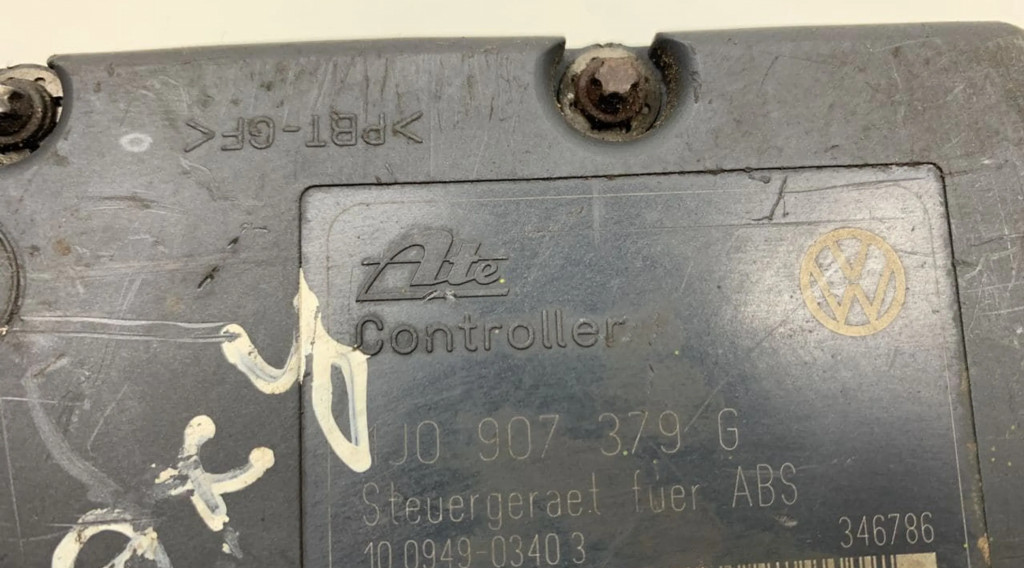 >PBT-GF<
Ate
Controller
1J0 907 379 G
Steuergeraet fuer ABS
10.0949-0340.3
346786